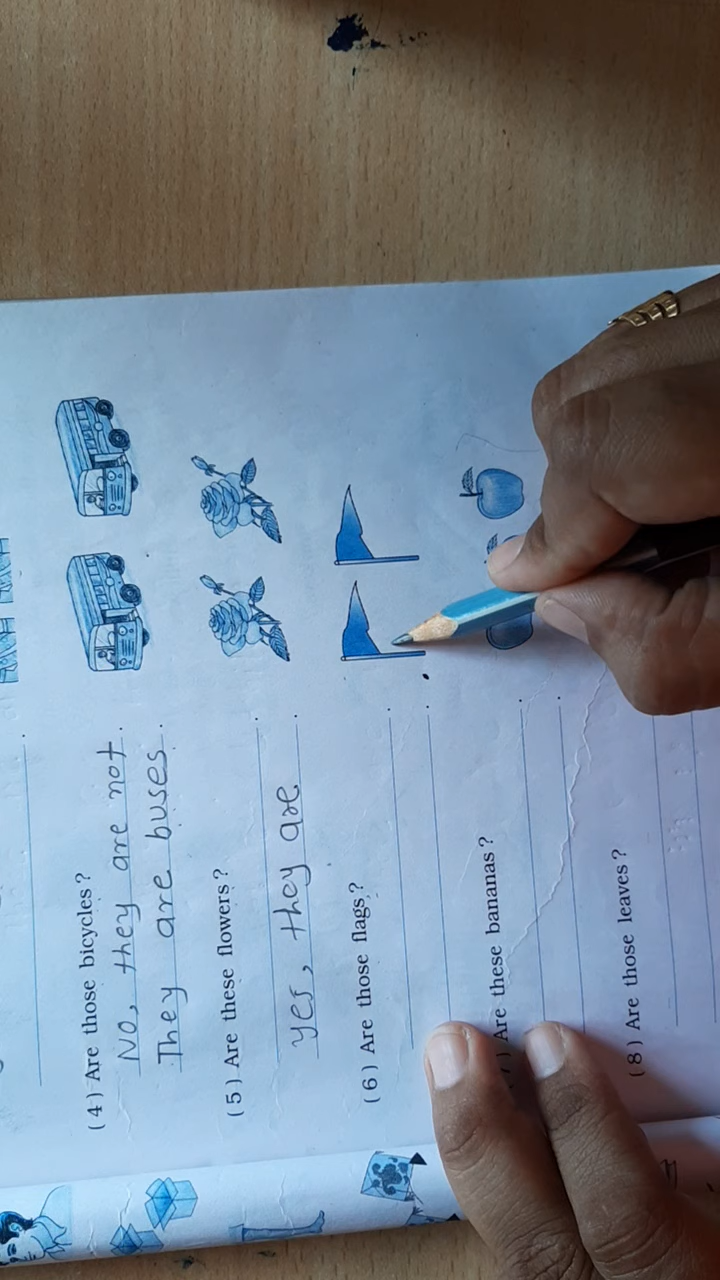 (4) Are those bicycles?
No, they are not.
They are buses.
(5) Are these flowers?
yes, they are.
(6) Are those flags?
Are these bananas?
(8) Are those leaves?